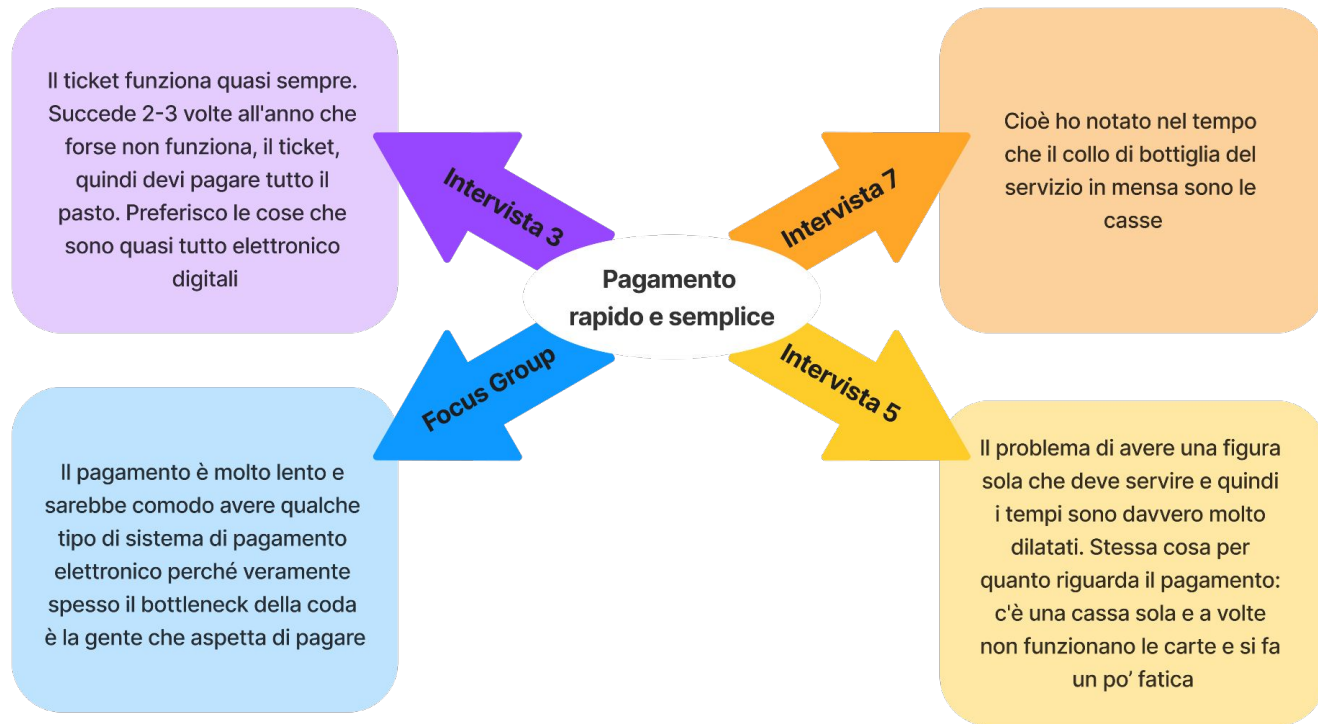 Il ticket funziona quasi sempre.
Succede 2-3 volte all'anno che
forse non funziona, il ticket,
quindi devi pagare tutto il
pasto. Preferisco le cose che
sono quasi tutto elettronico
digitali
Intervista 3
Intervista 7
Cioè ho notato nel tempo
che il collo di bottiglia del
servizio in mensa sono le
casse
Pagamento
rapido e semplice
Focus Group
Il pagamento è molto lento e
sarebbe comodo avere qualche
tipo di sistema di pagamento
elettronico perché veramente
spesso il bottleneck della coda
è la gente che aspetta di pagare
Intervista 5
Il problema di avere una figura
sola che deve servire e quindi
i tempi sono davvero molto
dilatati. Stessa cosa per
quanto riguarda il pagamento:
c'è una cassa sola e a volte
non funzionano le carte e si fa
un po’ fatica